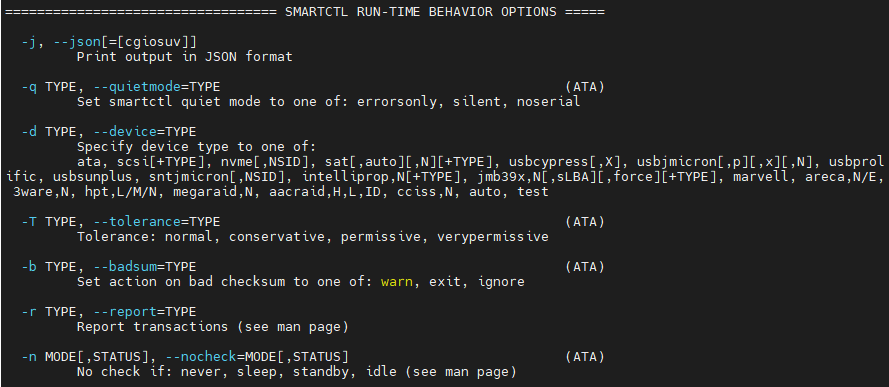 ================================== SMARTCTL RUN-TIME BEHAVIOR OPTIONS =====
-j, --json[=[cgiosuv]]
Print output in JSON format
-q TYPE, --quietmode=TYPE (ATA)
Set smartctl quiet mode to one of: errorsonly, silent, noserial
-d TYPE, --device=TYPE
Specify device type to one of:
ata, scsi[+TYPE], nvme[,NSID], sat[,auto][,N][+TYPE], usbcypress[,X], usbjmicron[,p][,x][,N], usbprol
ific, usbsunplus, sntjmicron[,NSID], intelliprop,N[+TYPE], jmb39x,N[,sLBA][,force][+TYPE], marvell, areca,N/E,
3ware,N, hpt,L/M/N, megaraid,N, aacraid,H,L,ID, cciss,N, auto, test
-T TYPE, --tolerance=TYPE (ATA)
Tolerance: normal, conservative, permissive, verypermissive
-b TYPE, --badsum=TYPE (ATA)
Set action on bad checksum to one of: warn, exit, ignore
-r TYPE, --report=TYPE
Report transactions (see man page)
-n MODE[,STATUS], --nocheck=MODE[,STATUS] (ATA)
No check if: never, sleep, standby, idle (see man page)